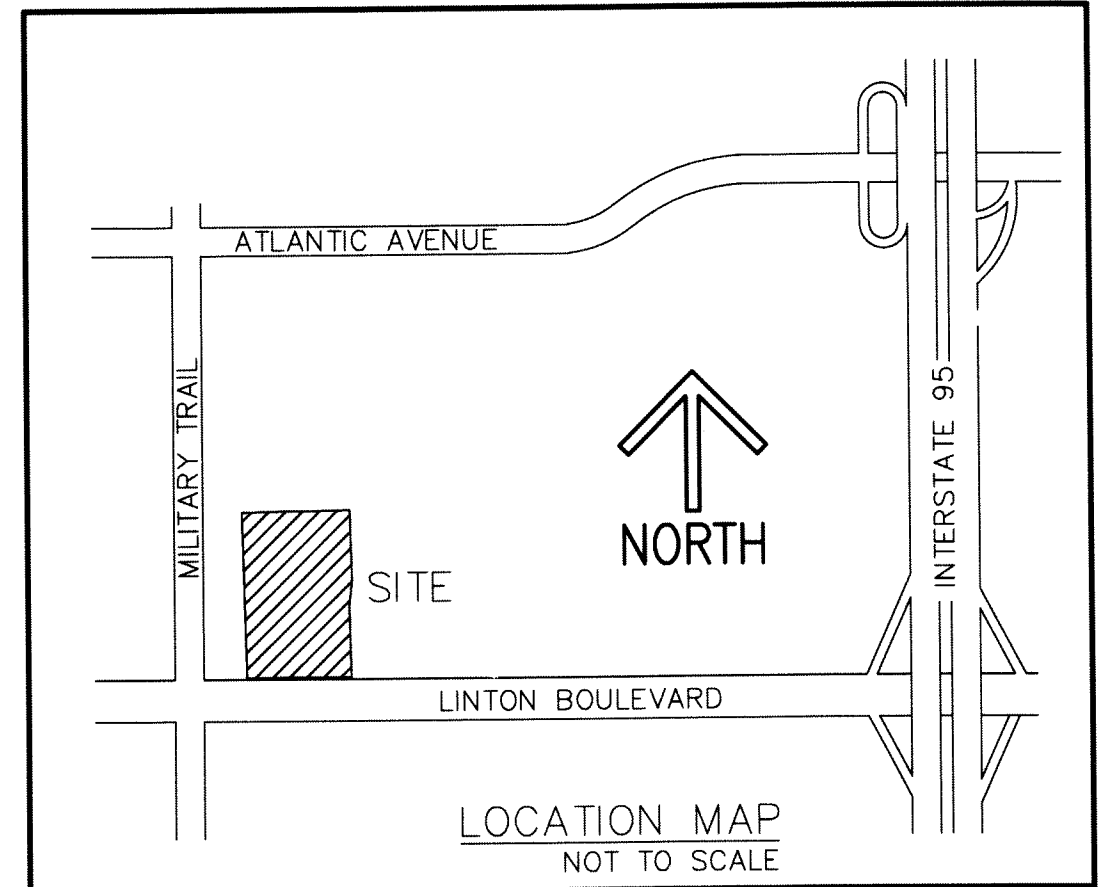 ATLANTIC AVENUE
MILITARY TRAIL
INTERSTATE 95
NORTH
SITE
LINTON BOULEVARD
LOCATION MAP
NOT TO SCALE